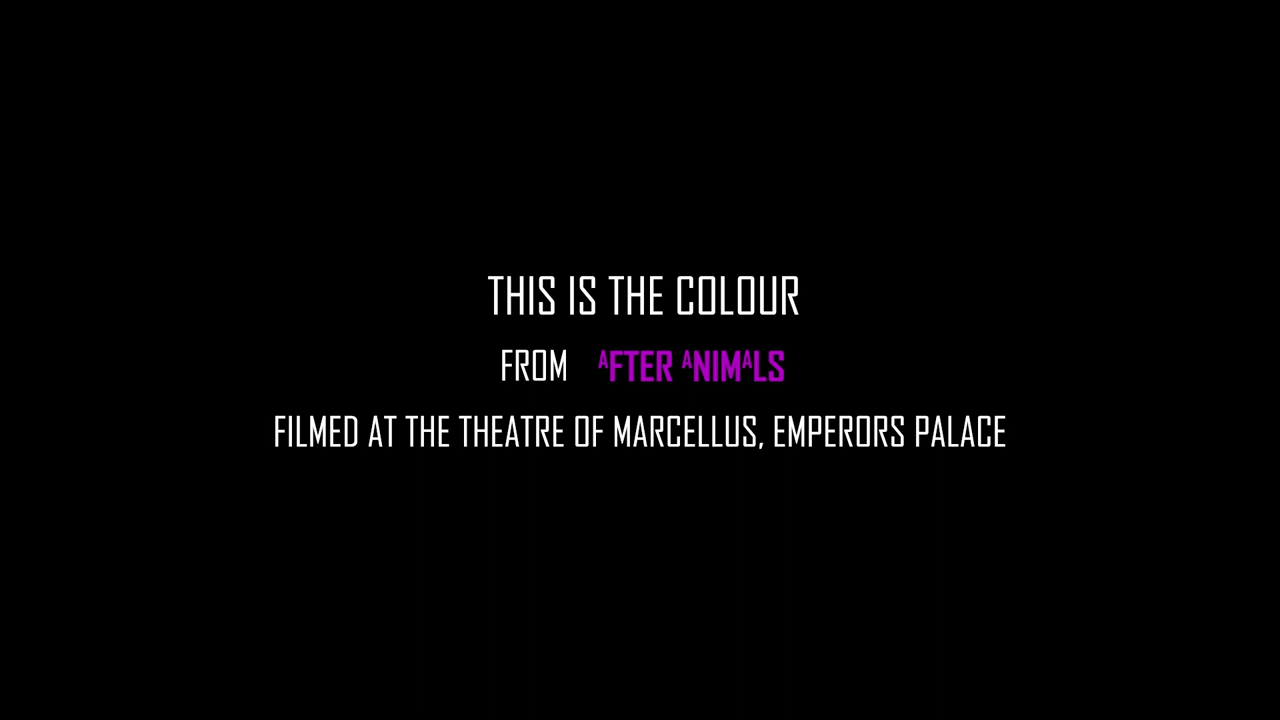 THIS IS THE COLOUR
FROM AFTER ANIMALS
FILMED AT THE THEATRE OF MARCELLUS, EMPERORS PALACE